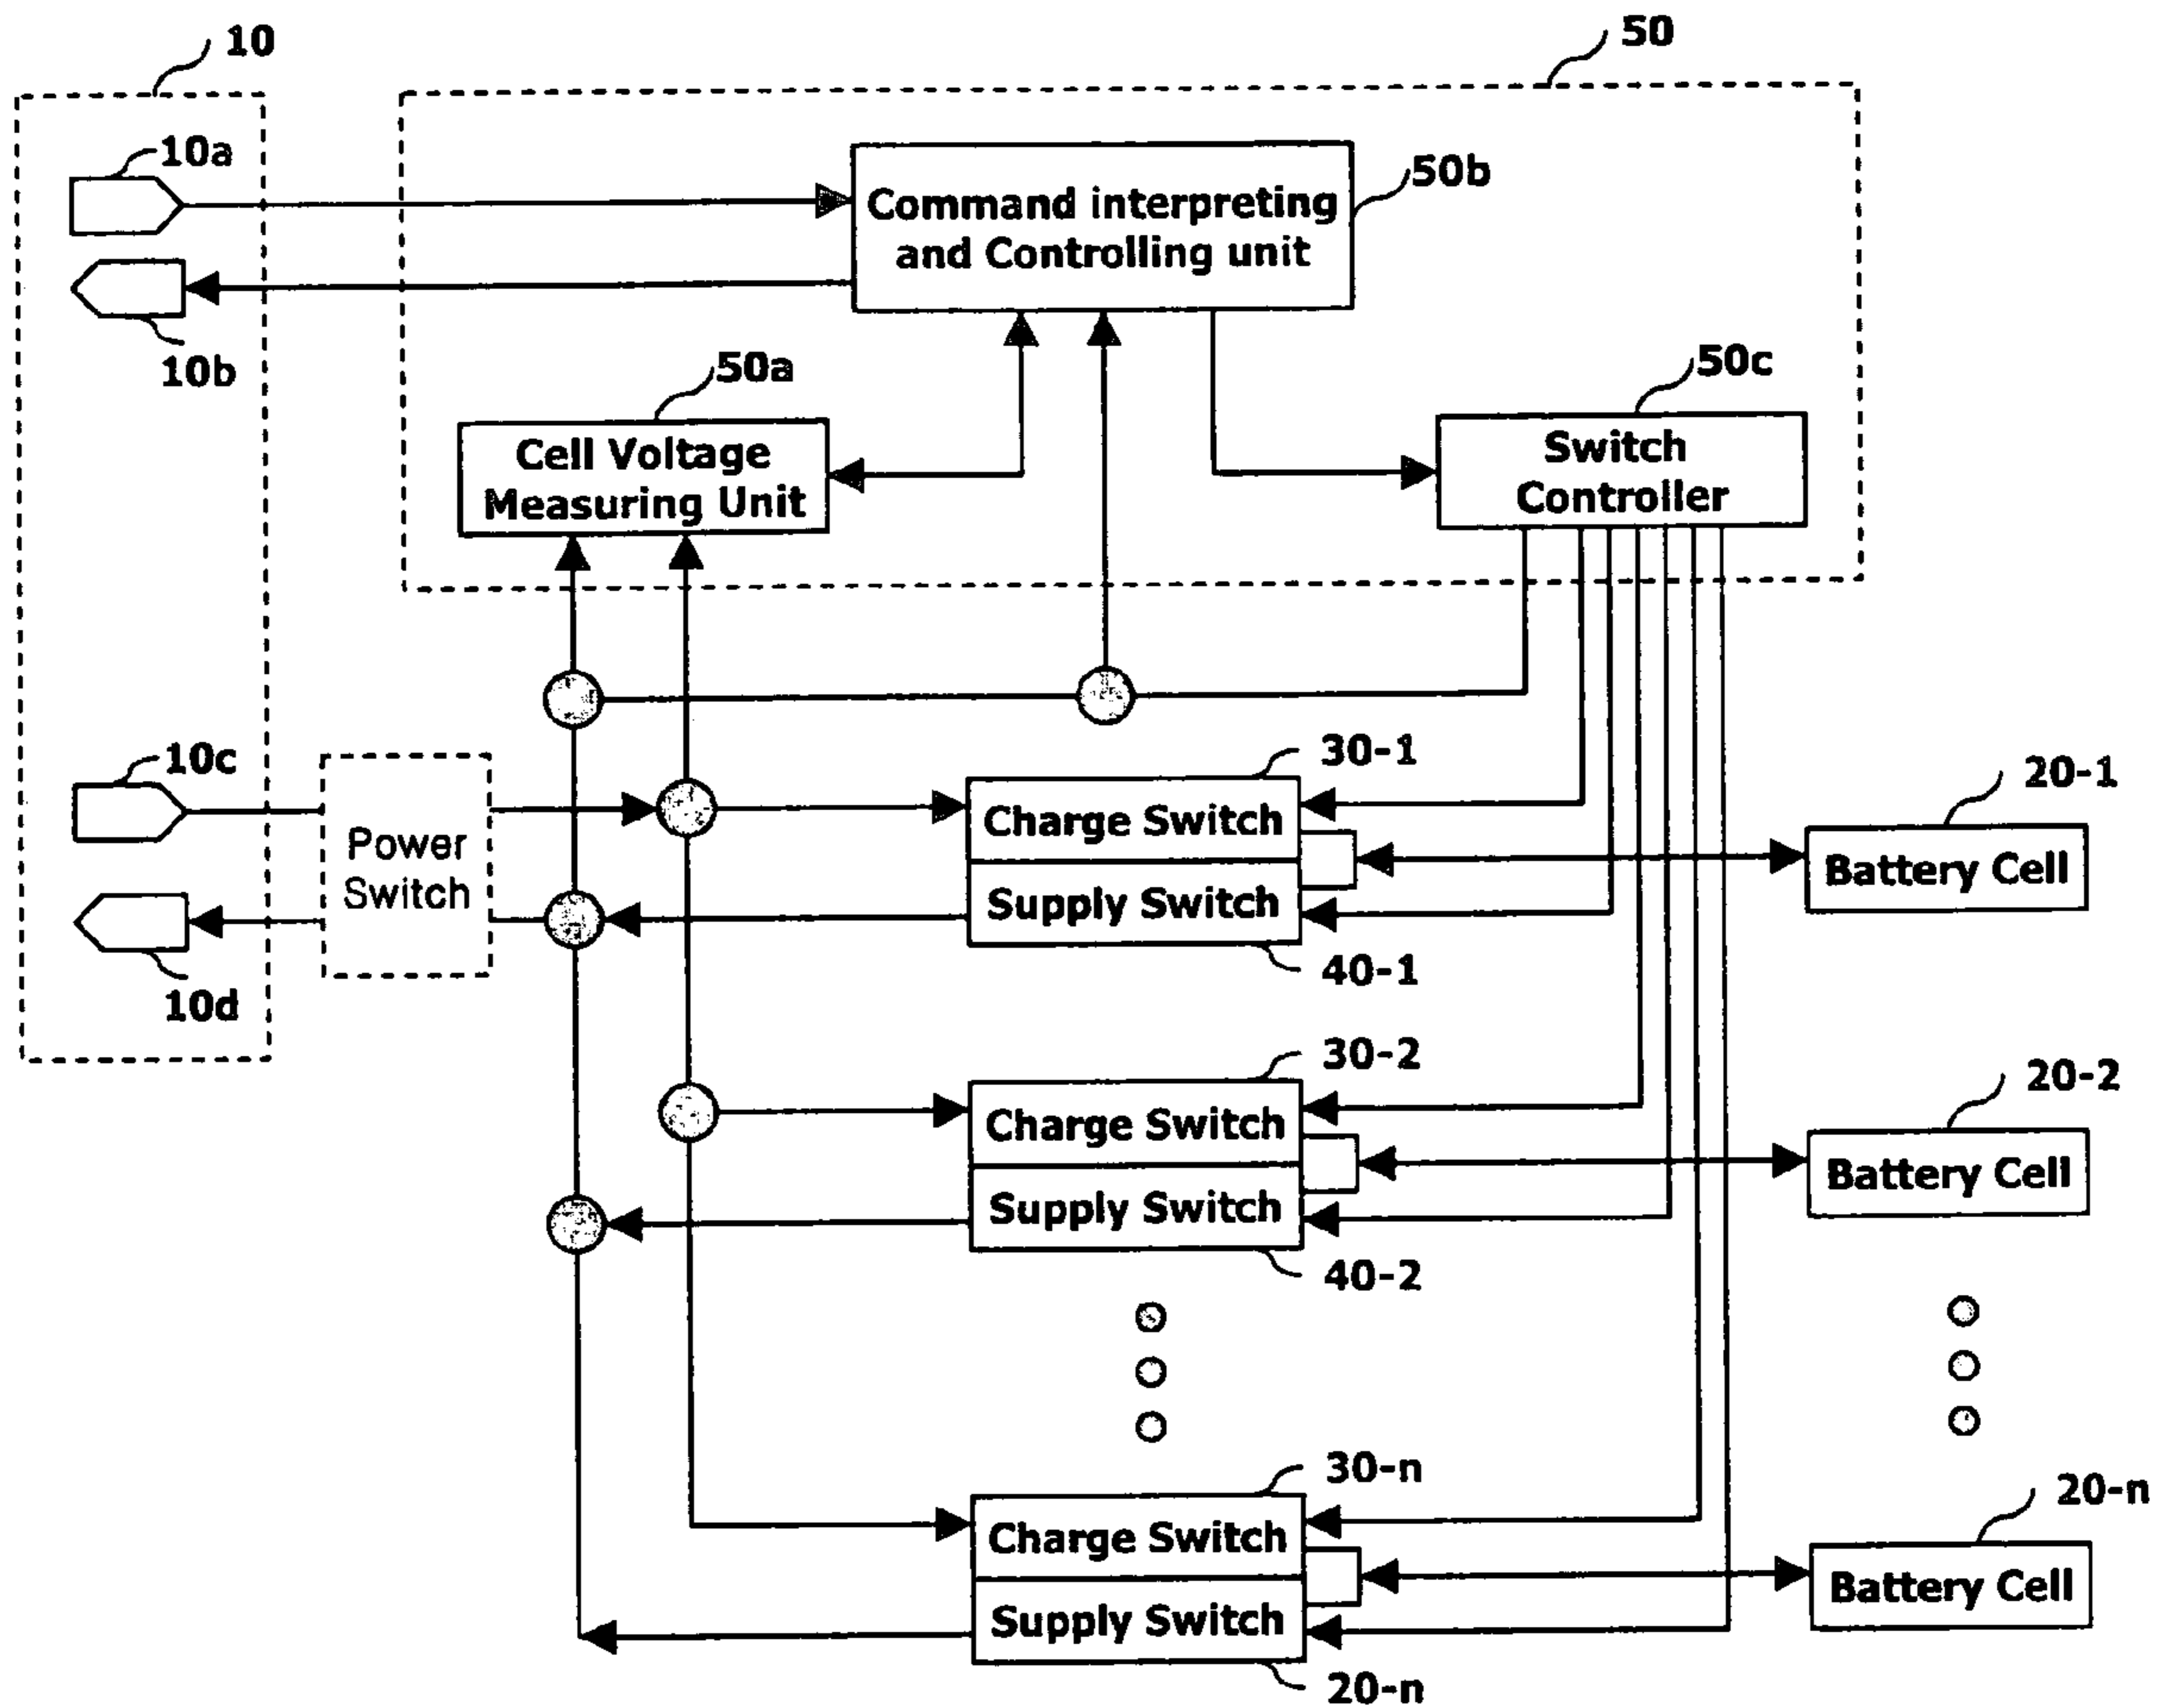 10
50
10a
50b
Command interpreting
and Controlling unit
10b
50a
50c
Cell Voltage
Measuring Unit
Switch
Controller
10c
30-1
20-1
Power
Switch
Charge Switch
Supply Switch
Battery Cell
40-1
10d
30-2
20-2
Charge Switch
Supply Switch
Battery Cell
40-2
30-n
20-n
Charge Switch
Supply Switch
Battery Cell
20-n